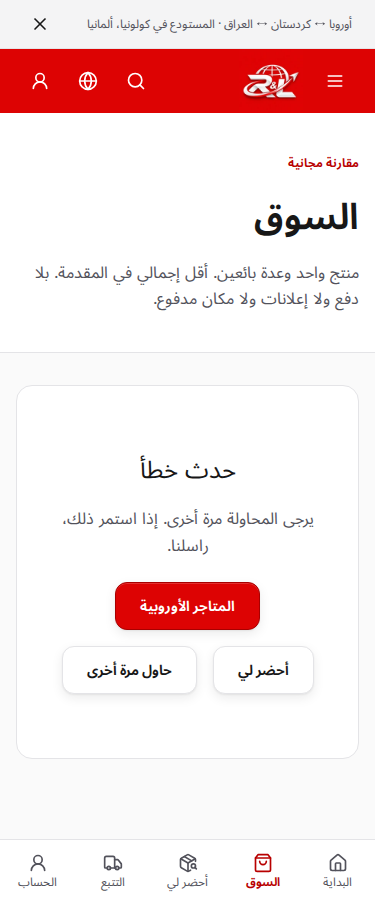 أوروبا ↔ كردستان ↔ العراق · المستودع في كولونيا، ألمانيا
R&L
مقارنة مجانية
السوق
منتج واحد وعدة بائعين. أقل إجمالي في المقدمة. بلا
دفع ولا إعلانات ولا مكان مدفوع.
حدث خطأ
يرجى المحاولة مرة أخرى. إذا استمر ذلك،
راسلنا.
المتاجر الأوروبية
أحضر لي
حاول مرة أخرى
البداية
السوق
أحضر لي
التتبع
الحساب